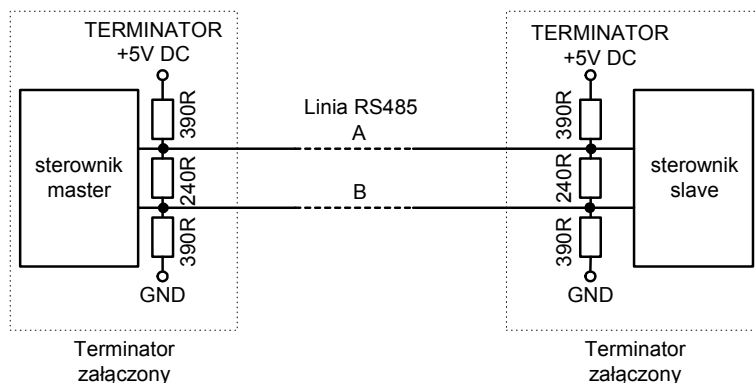 TERMINATOR
+5V DC
390R
240R
390R
GND
sterownik
master
Linia RS485
A
B
TERMINATOR
+5V DC
390R
240R
390R
GND
sterownik
slave
Terminator
załączony
Terminator
załączony